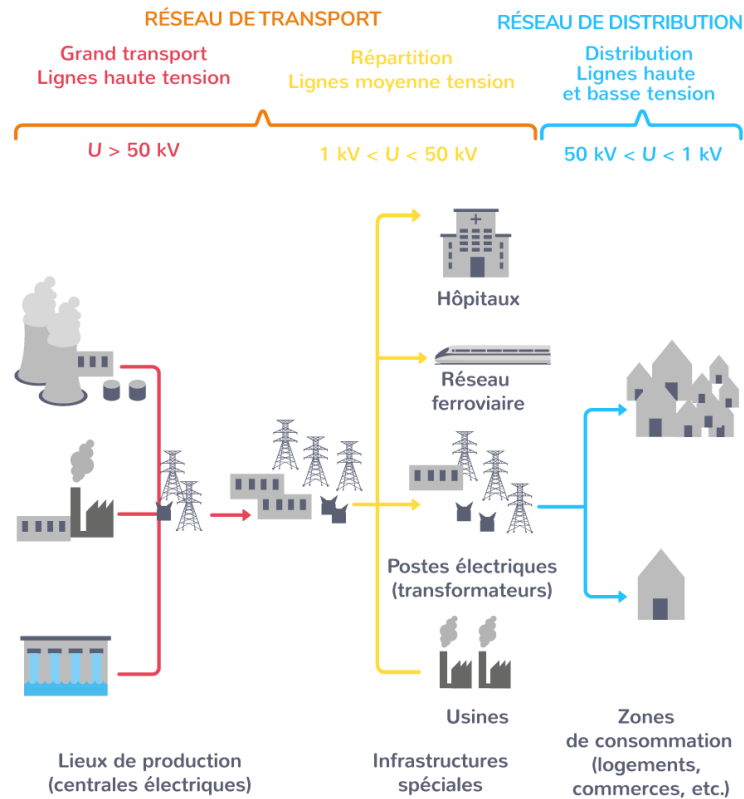 RÉSEAU DE TRANSPORT
RÉSEAU DE DISTRIBUTION
Grand transport
Lignes haute tension
Répartition
Lignes moyenne tension
Distribution
Lignes haute
et basse tension
U > 50 kV
1 kV < U < 50 kV
50 kV < U < 1 kV
Hôpitaux
Réseau
ferroviaire
Postes électriques
(transformateurs)
Usines
Lieux de production
(centrales électriques)
Infrastructures
spéciales
Zones
de consommation
(logements,
commerces, etc.)